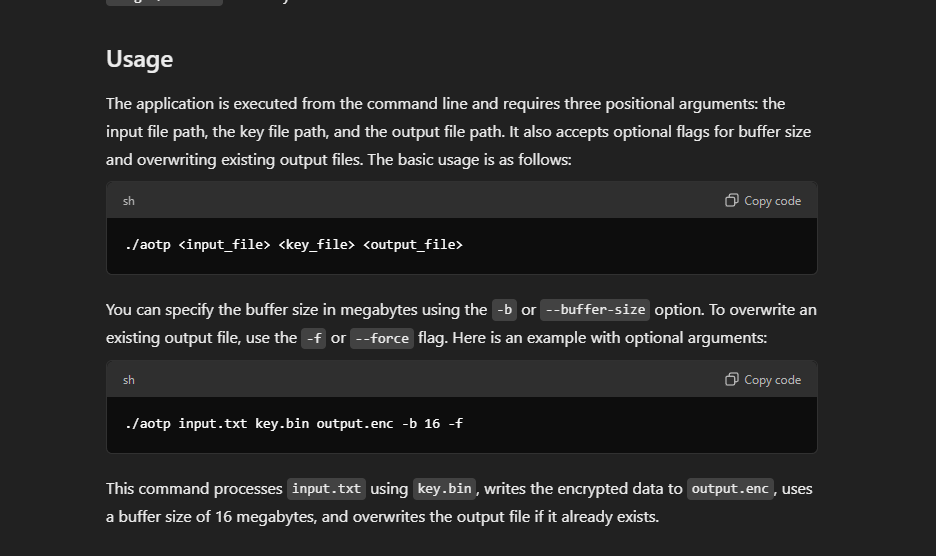 Usage
The application is executed from the command line and requires three positional arguments: the
input file path, the key file path, and the output file path. It also accepts optional flags for buffer size
and overwriting existing output files. The basic usage is as follows:
sh Copy code
./aotp <input_file> <key_file> <output_file>
You can specify the buffer size in megabytes using the -b or --buffer-size option. To overwrite an
existing output file, use the -f or --force flag. Here is an example with optional arguments:
sh Copy code
./aotp input.txt key.bin output.enc -b 16 -f
This command processes input.txt using key.bin, writes the encrypted data to output.enc, uses
a buffer size of 16 megabytes, and overwrites the output file if it already exists.